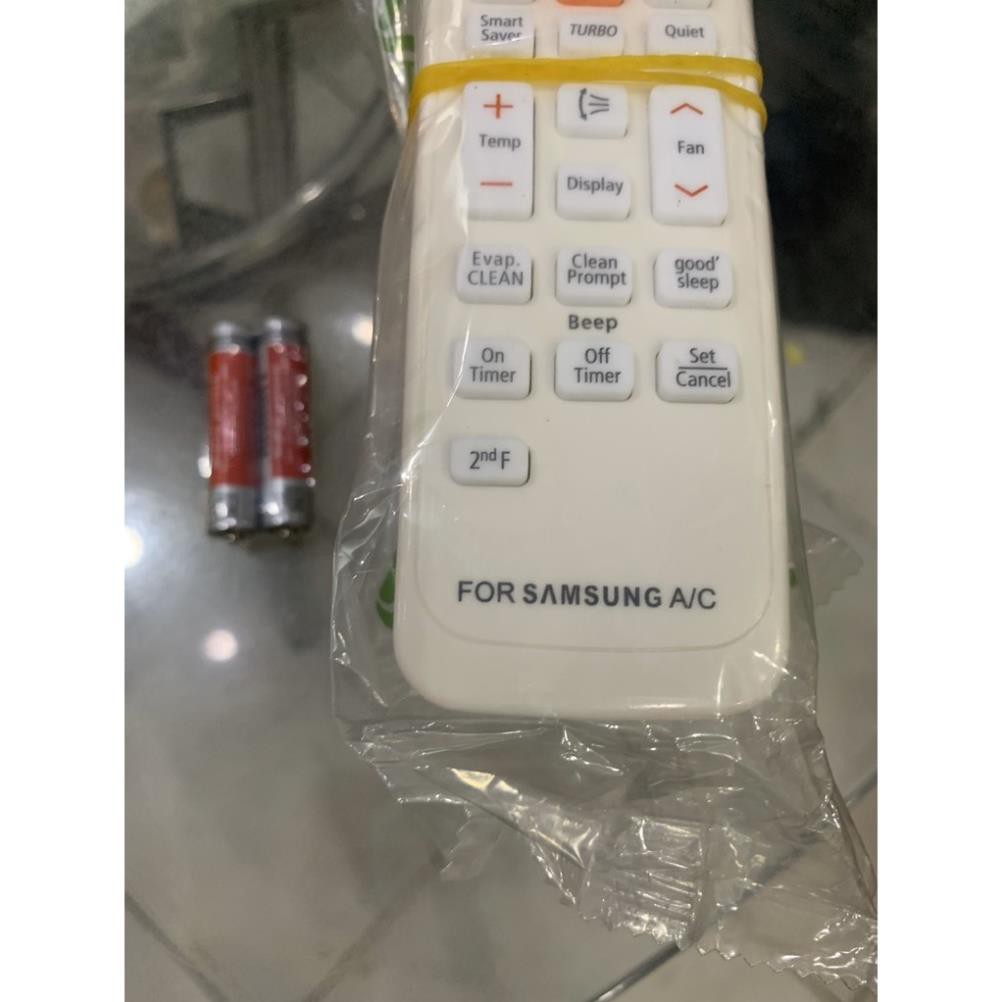 Smart
Saver
TURBO
Quiet
+
Temp
−
Fan
Display
Evap.
CLEAN
Clean
Prompt
good'
sleep
Beep
On
Timer
Off
Timer
Set
Cancel
2nd F
FOR SAMSUNG A/C